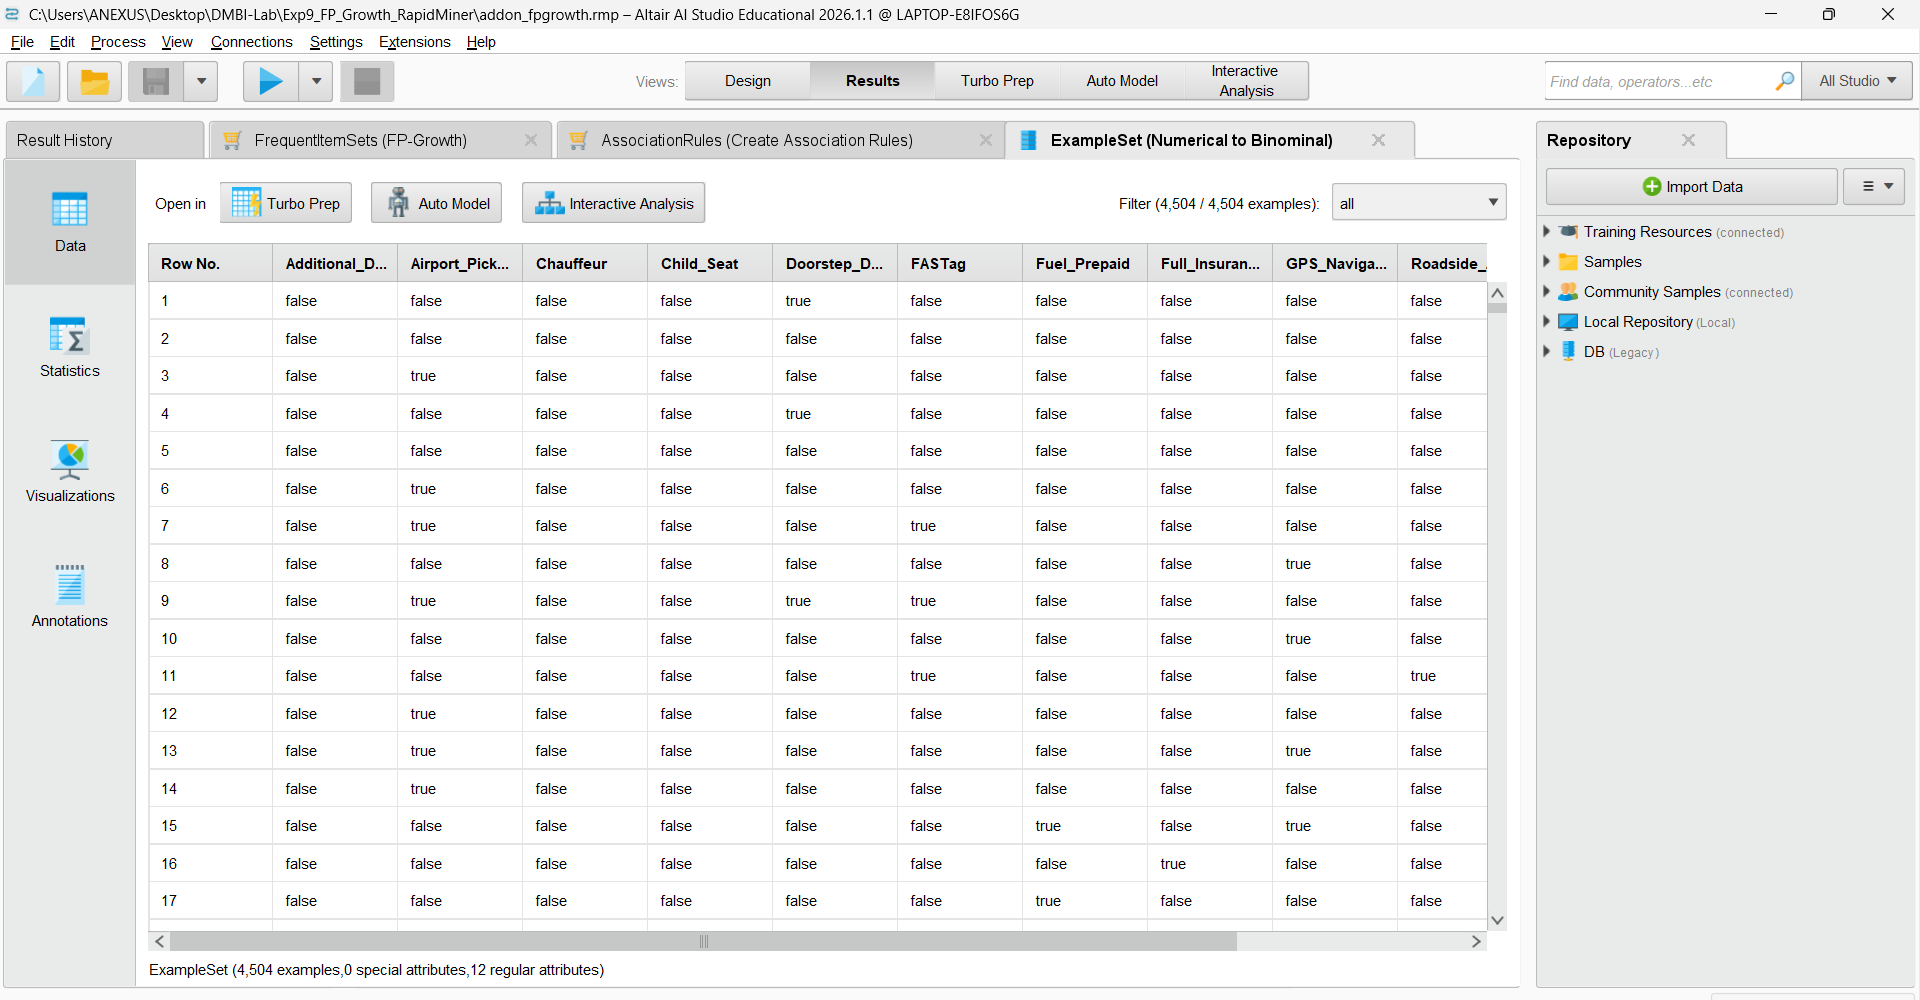 C:\Users\ANEXUS\Desktop\DMBI-Lab\Exp9_FP_Growth_RapidMiner\addon_fpgrowth.rmp – Altair AI Studio Educational 2026.1.1 @ LAPTOP-E8IFOS6G
File Edit Process View Connections Settings Extensions Help
Views: Design Results Turbo Prep Auto Model Interactive Analysis
Find data, operators...etc All Studio
Result History FrequentItemSets (FP-Growth) AssociationRules (Create Association Rules) ExampleSet (Numerical to Binominal) Repository
Data
Statistics
Visualizations
Annotations
Open in Turbo Prep Auto Model Interactive Analysis Filter (4,504 / 4,504 examples): all
Row No. Additional_D... Airport_Pick... Chauffeur Child_Seat Doorstep_D... FASTag Fuel_Prepaid Full_Insuran... GPS_Naviga... Roadside_
1 false false false false true false false false false false
2 false false false false false false false false false false
3 false true false false false false false false false false
4 false false false false true false false false false false
5 false false false false false false false false false false
6 false true false false false false false false false false
7 false true false false false true false false false false
8 false false false false false false false false true false
9 false true false false true true false false false false
10 false false false false false false false false true false
11 false false false false false true false false false true
12 false true false false false false false false false false
13 false true false false false false false false true false
14 false true false false false false false false false false
15 false false false false false false true false true false
16 false false false false false false false true false false
17 false false false false false false true false false false
ExampleSet (4,504 examples,0 special attributes,12 regular attributes)
Import Data
Training Resources (connected)
Samples
Community Samples (connected)
Local Repository (Local)
DB (Legacy)